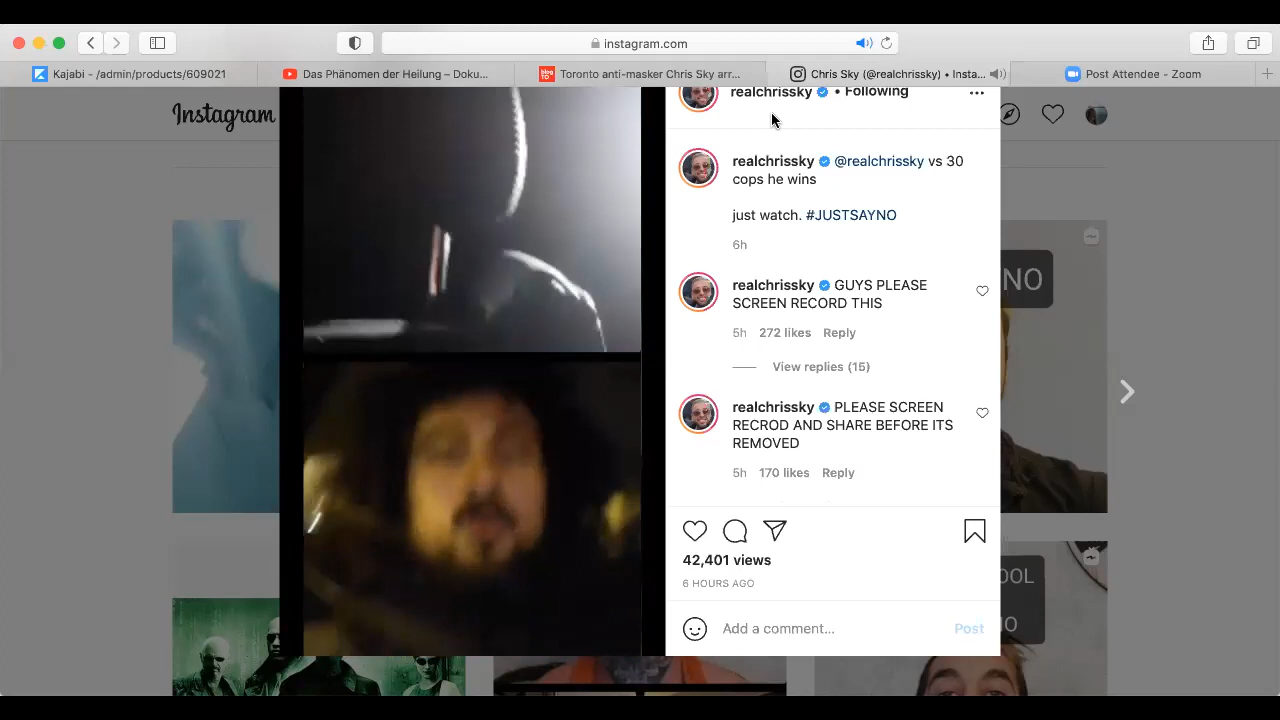 instagram.com
Kajabi - /admin/products/609021
Das Phänomen der Heilung – Doku...
blog TO
Toronto anti-masker Chris Sky arr...
Chris Sky (@realchrissky) • Insta...
Post Attendee - Zoom
Instagram
realchrissky • Following
realchrissky @realchrissky vs 30
cops he wins
just watch. #JUSTSAYNO
6h
realchrissky GUYS PLEASE
SCREEN RECORD THIS
5h 272 likes Reply
View replies (15)
realchrissky PLEASE SCREEN
RECROD AND SHARE BEFORE ITS
REMOVED
5h 170 likes Reply
42,401 views
6 HOURS AGO
Add a comment... Post
NO
OOL
NO